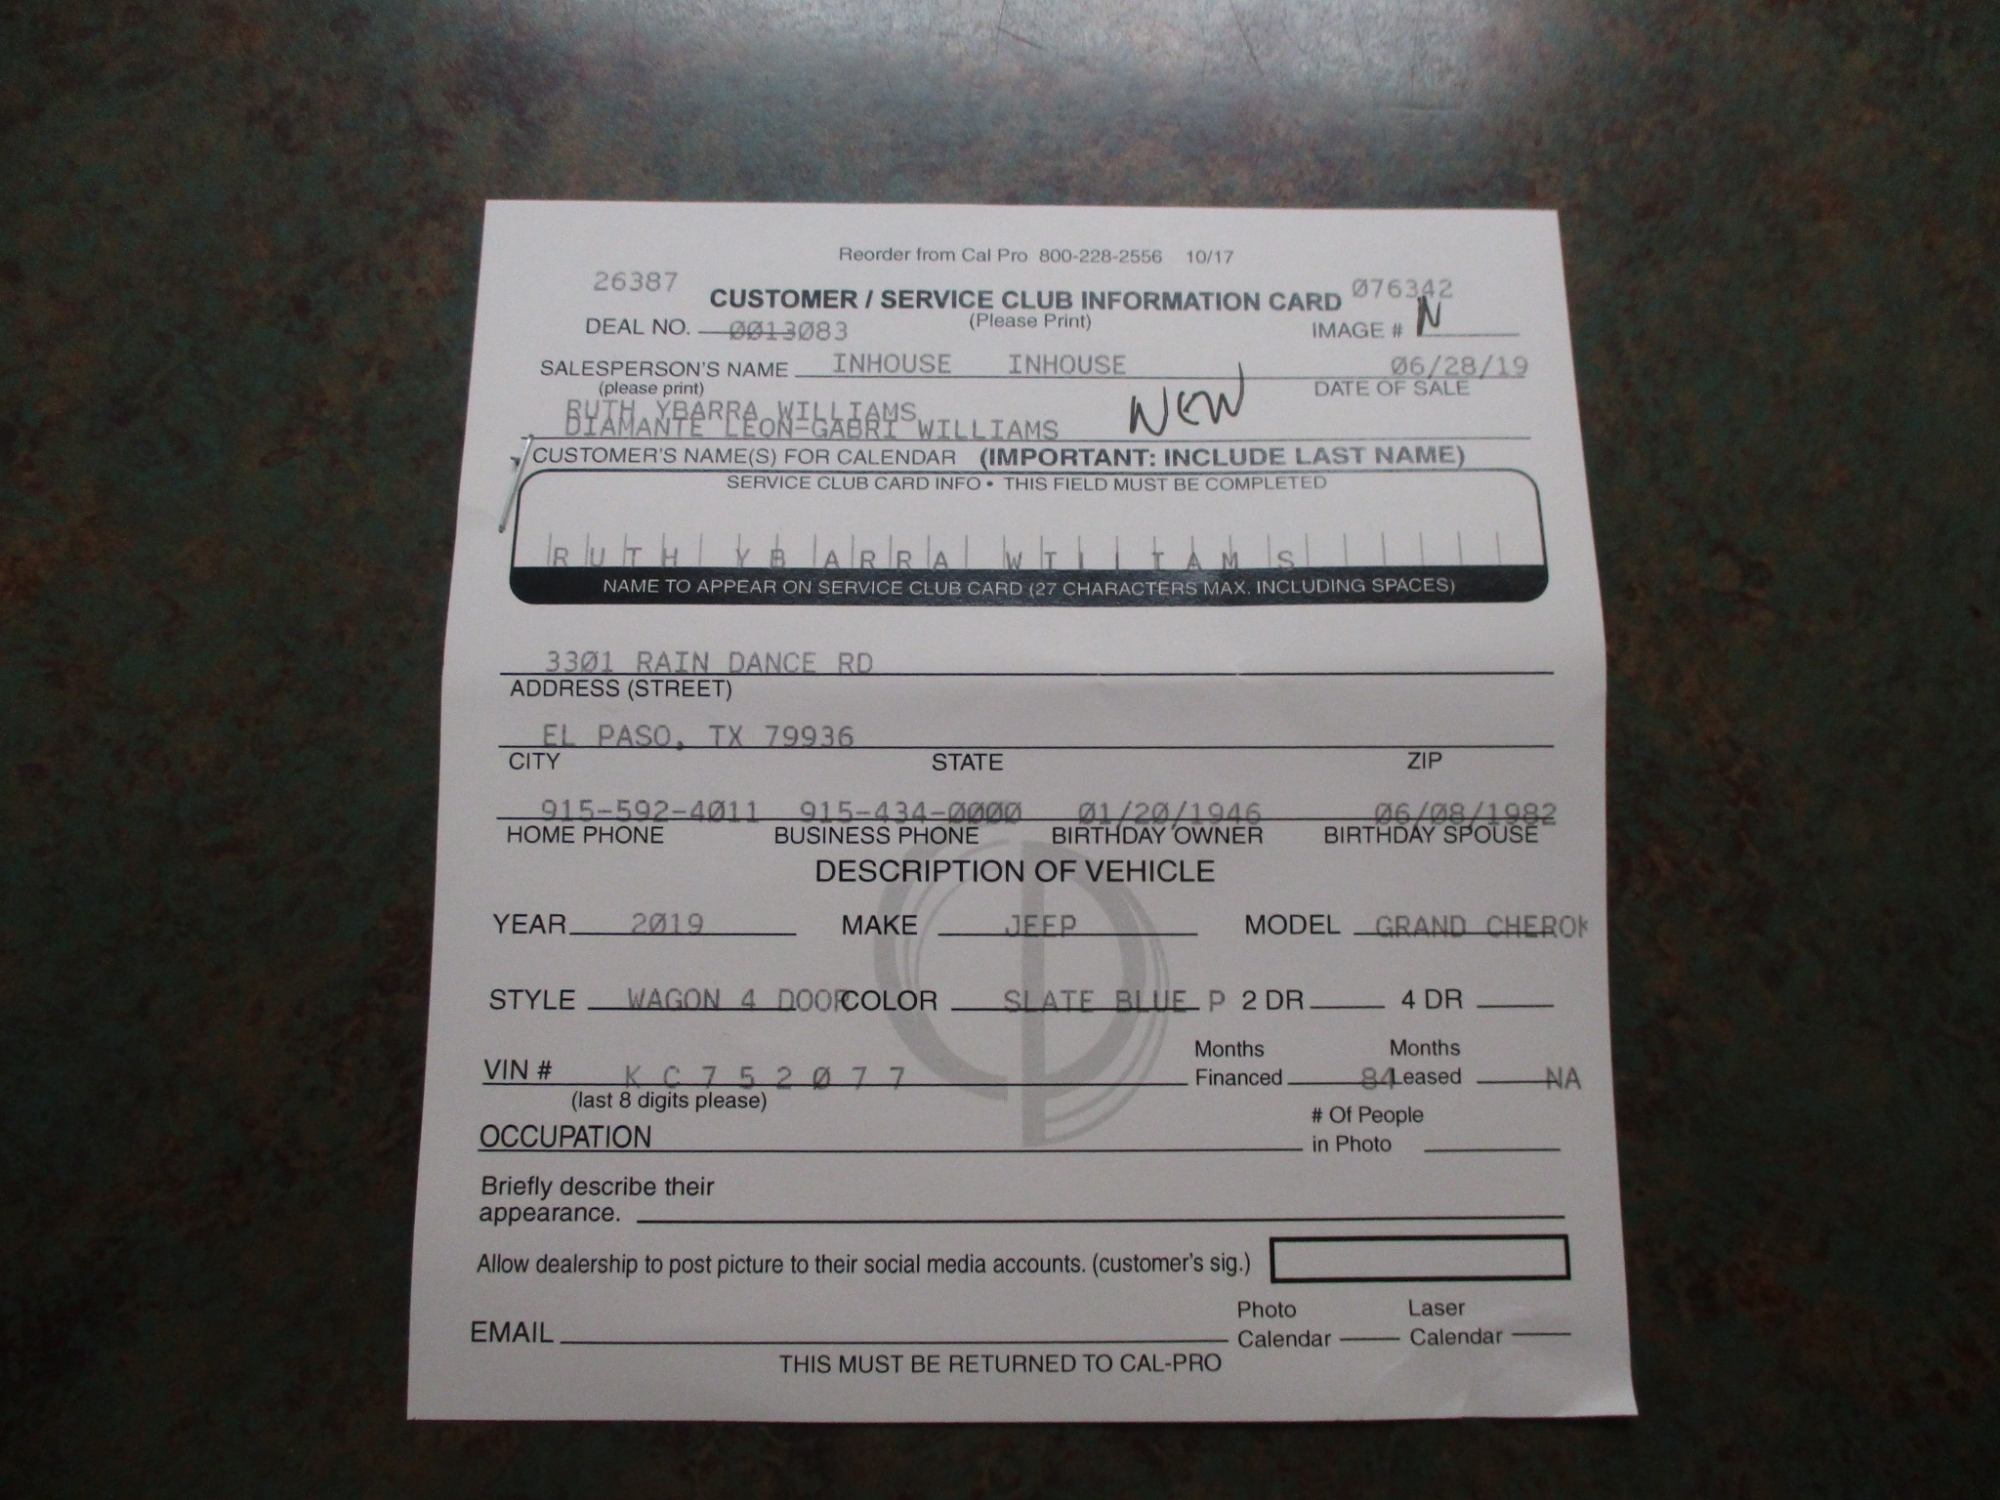 Reorder from Cal Pro 800-228-2556 10/17
26387 CUSTOMER / SERVICE CLUB INFORMATION CARD 076342
(Please Print)
DEAL NO. 0013083 IMAGE # N
SALESPERSON'S NAME INHOUSE INHOUSE 06/28/19
(please print) DATE OF SALE
RUTH YBARRA WILLIAMS
DIAMANTE LEON-GABRI WILLIAMS NEW
CUSTOMER'S NAME(S) FOR CALENDAR (IMPORTANT: INCLUDE LAST NAME)
SERVICE CLUB CARD INFO • THIS FIELD MUST BE COMPLETED
RUTH YBARRA WILLIAMS
NAME TO APPEAR ON SERVICE CLUB CARD (27 CHARACTERS MAX. INCLUDING SPACES)
3301 RAIN DANCE RD
ADDRESS (STREET)
EL PASO, TX 79936
CITY STATE ZIP
915-592-4011 915-434-0000 01/20/1946 06/08/1982
HOME PHONE BUSINESS PHONE BIRTHDAY OWNER BIRTHDAY SPOUSE
DESCRIPTION OF VEHICLE
YEAR 2019 MAKE JEEP MODEL GRAND CHEROK
STYLE WAGON 4 DOOR COLOR SLATE BLUE P 2 DR 4 DR
Months Months
VIN # K C 7 5 2 0 7 7 Financed 84 Leased NA
(last 8 digits please)
# Of People
OCCUPATION in Photo
Briefly describe their
appearance.
Allow dealership to post picture to their social media accounts. (customer's sig.)
Photo Laser
EMAIL Calendar Calendar
THIS MUST BE RETURNED TO CAL-PRO